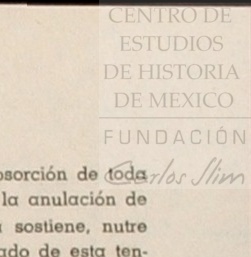 CENTRO DE
ESTUDIOS
DE HISTORIA
DE MEXICO
FUNDACIÓN
Carlos Slim
bsorción de toda
la anulación de
sostiene, nutre
ado de esta ten-